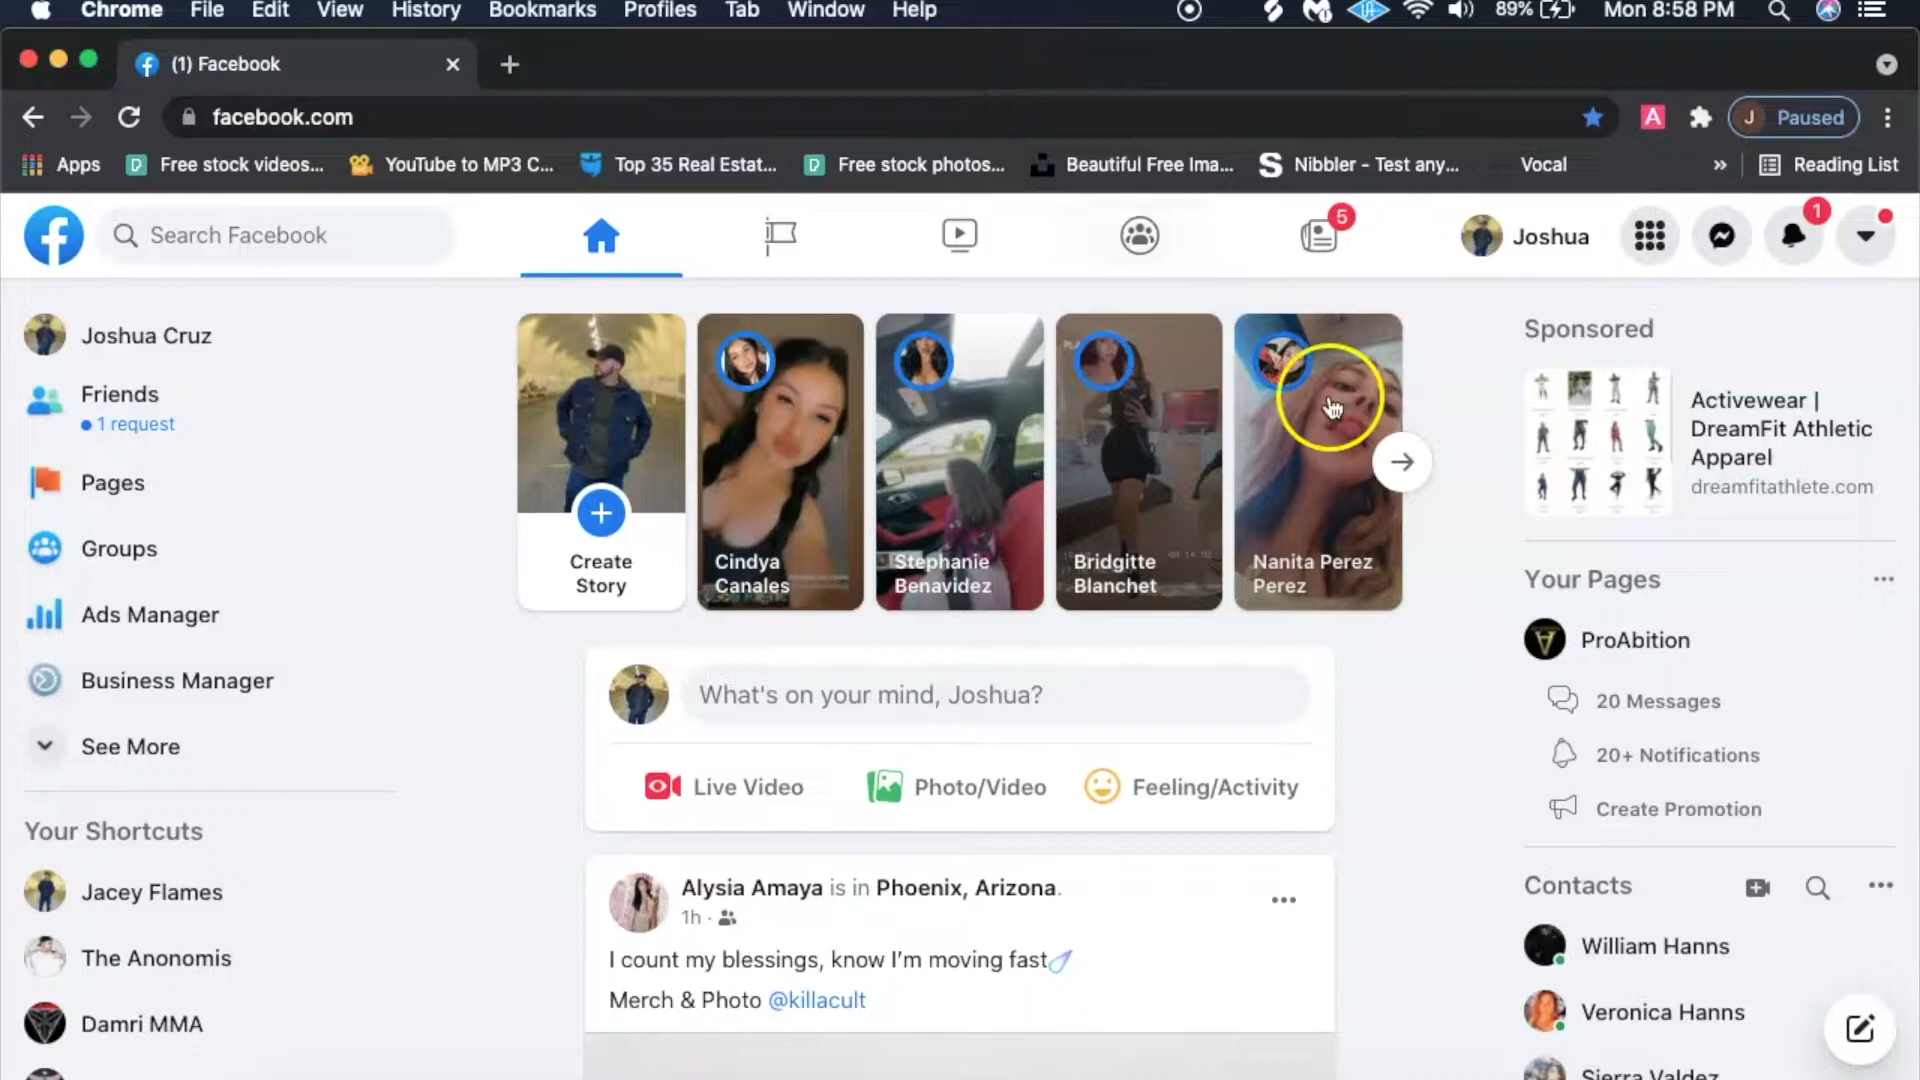 Chrome File Edit View History Bookmarks Profiles Tab Window Help 89% Mon 8:58 PM
(1) Facebook
facebook.com
A
J Paused
Apps Free stock videos... YouTube to MP3 C... Top 35 Real Estat... Free stock photos... Beautiful Free Ima... Nibbler - Test any... Vocal » Reading List
Search Facebook
5
Joshua
1
Joshua Cruz
Friends
1 request
Pages
Groups
Ads Manager
Business Manager
See More
Your Shortcuts
Jacey Flames
The Anonomis
Damri MMA
Create
Story
Cindya
Canales
Stephanie
Benavidez
Bridgitte
Blanchet
Nanita Perez
Perez
What's on your mind, Joshua?
Live Video
Photo/Video
Feeling/Activity
Alysia Amaya is in Phoenix, Arizona.
1h ·
I count my blessings, know I'm moving fast
Merch & Photo @killacult
Sponsored
Activewear |
DreamFit Athletic
Apparel
dreamfitathlete.com
Your Pages
ProAbition
20 Messages
20+ Notifications
Create Promotion
Contacts
William Hanns
Veronica Hanns
Sierra Valdez